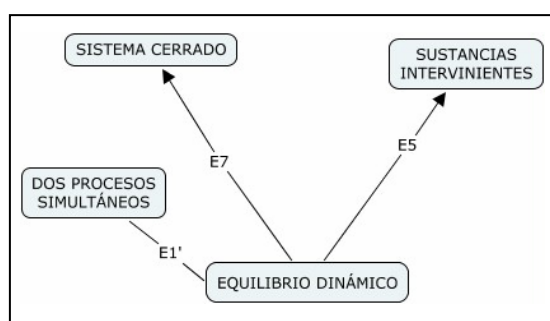 SISTEMA CERRADO
SUSTANCIAS
INTERVINIENTES
E7
E5
DOS PROCESOS
SIMULTÁNEOS
E1'
EQUILIBRIO DINÁMICO